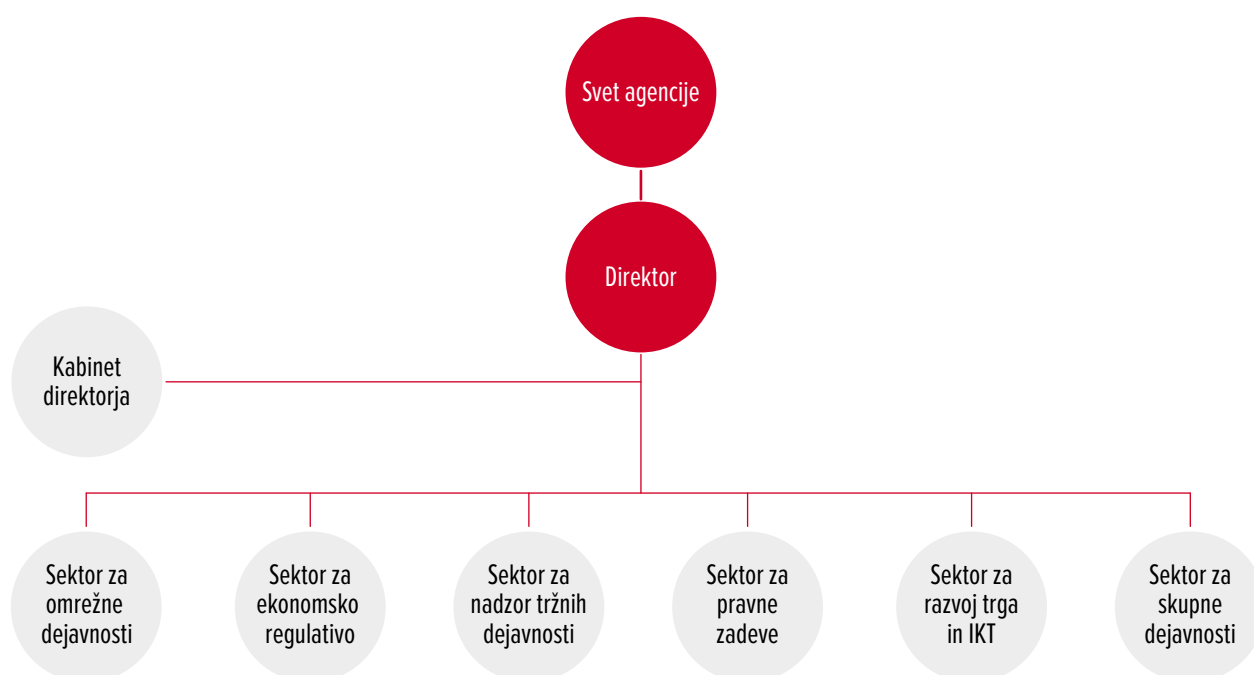 Svet agencije
Direktor
Kabinet
direktorja
Sektor za
omrežne
dejavnosti
Sektor za
ekonomsko
regulativo
Sektor za
nadzor tržnih
dejavnosti
Sektor za
pravne
zadeve
Sektor za
razvoj trga
in IKT
Sektor za
skupne
dejavnosti